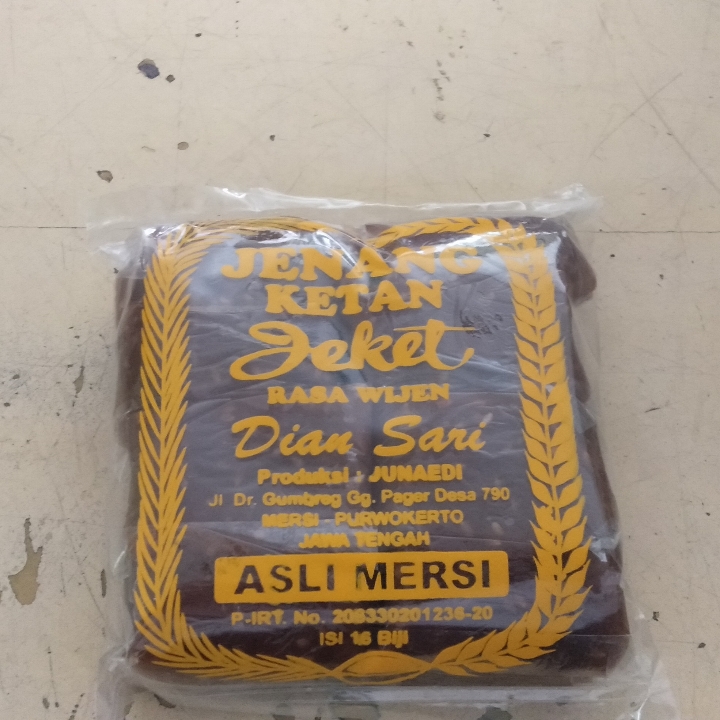 JENANG
KETAN
Jeket
RASA WIJEN
Dian Sari
Produksi : JUNAEDI
Jl Dr. Gumbreg Gg. Pager Desa 790
MERSI - PURWOKERTO
JAWA TENGAH
ASLI MERSI
P-IRT. No. 206330201236-20
ISI 16 Biji